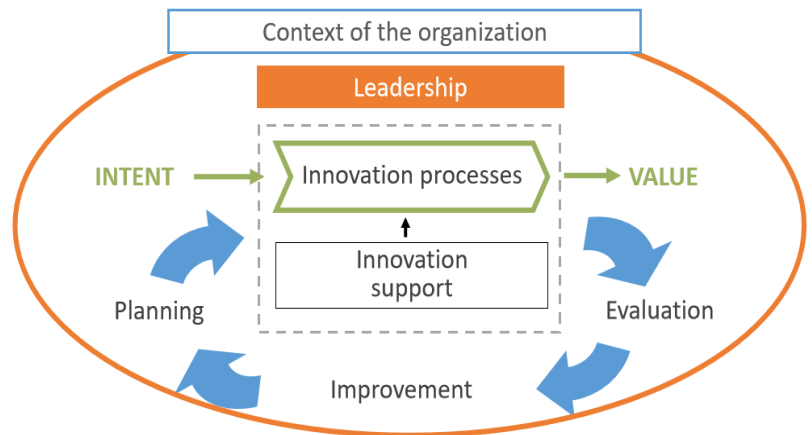 Context of the organization
Leadership
INTENT
Innovation processes
VALUE
Innovation
support
Planning
Evaluation
Improvement